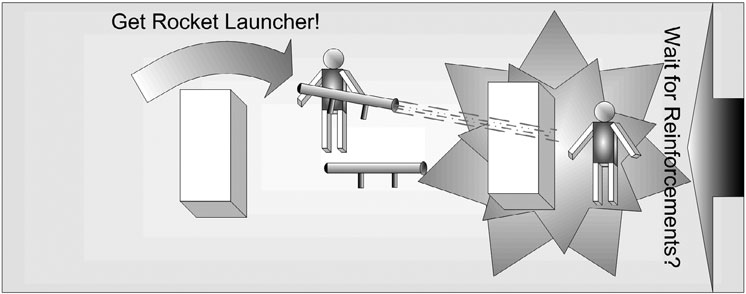 Get Rocket Launcher!
Wait for Reinforcements?